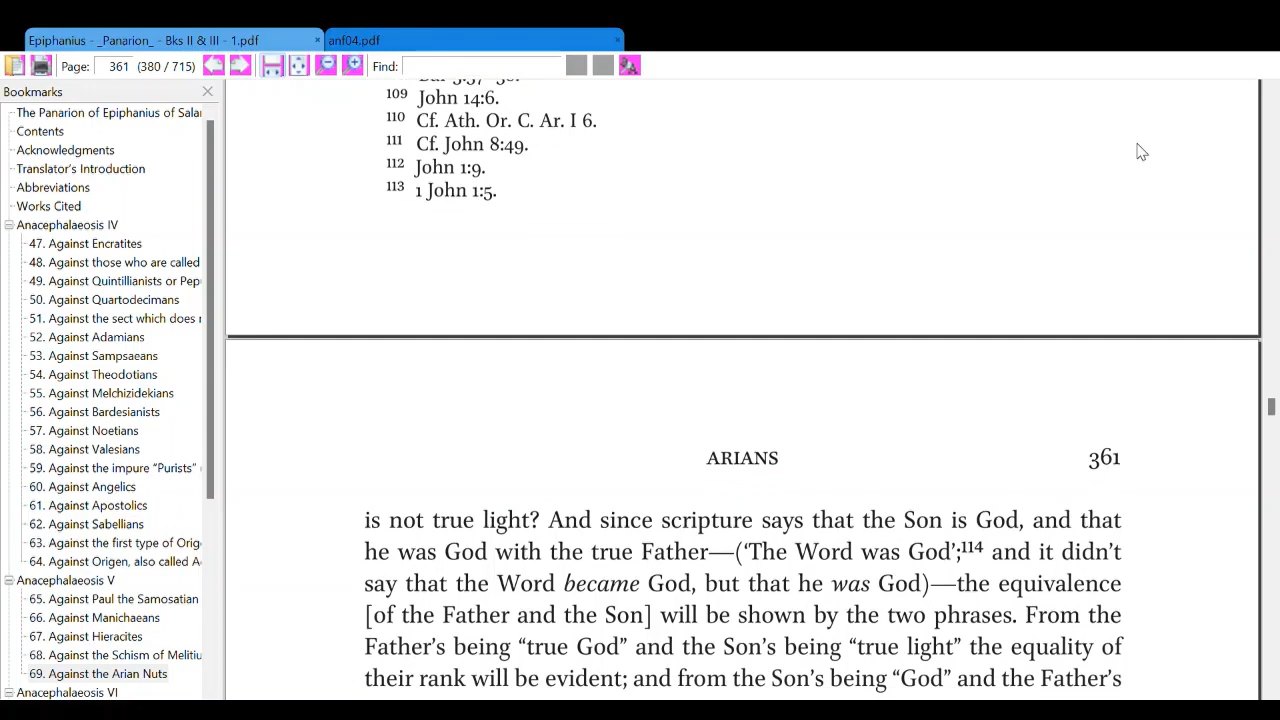 Epiphanius - _Panarion_ - Bks II & III - 1.pdf × anf04.pdf ×
Page: 361 (380 / 715) Find:
Bookmarks
The Panarion of Epiphanius of Salar
Contents
Acknowledgments
Translator's Introduction
Abbreviations
Works Cited
Anacephalaeosis IV
47. Against Encratites
48. Against those who are called
49. Against Quintillianists or Pep
50. Against Quartodecimans
51. Against the sect which does r
52. Against Adamians
53. Against Sampsaeans
54. Against Theodotians
55. Against Melchizidekians
56. Against Bardesianists
57. Against Noetians
58. Against Valesians
59. Against the impure "Purists" (
60. Against Angelics
61. Against Apostolics
62. Against Sabellians
63. Against the first type of Orig
64. Against Origen, also called A
Anacephalaeosis V
65. Against Paul the Samosatian
66. Against Manichaeans
67. Against Hieracites
68. Against the Schism of Melitiu
69. Against the Arian Nuts
Anacephalaeosis VI
109 John 14:6.
110 Cf. Ath. Or. C. Ar. I 6.
111 Cf. John 8:49.
112 John 1:9.
113 1 John 1:5.
ARIANS 361
is not true light? And since scripture says that the Son is God, and that
he was God with the true Father—('The Word was God';114 and it didn't
say that the Word became God, but that he was God)—the equivalence
[of the Father and the Son] will be shown by the two phrases. From the
Father's being "true God" and the Son's being "true light" the equality of
their rank will be evident; and from the Son's being "God" and the Father's